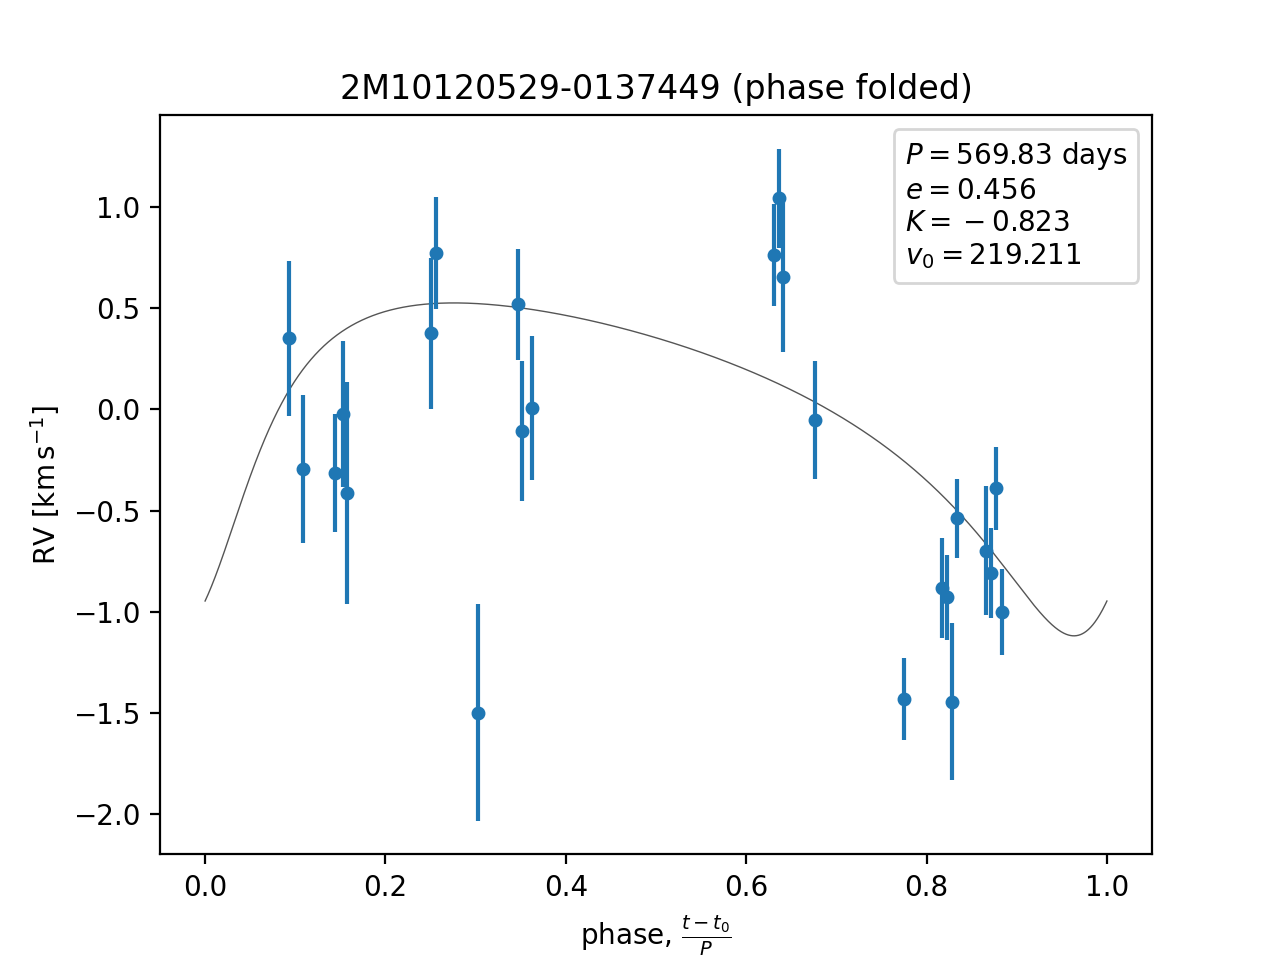 2M10120529-0137449 (phase folded)
P = 569.83 days
e = 0.456
K = −0.823
v₀ = 219.211
RV [km s⁻¹]
1.0
0.5
0.0
−0.5
−1.0
−1.5
−2.0
0.0 0.2 0.4 0.6 0.8 1.0
phase, (t − t₀)/P